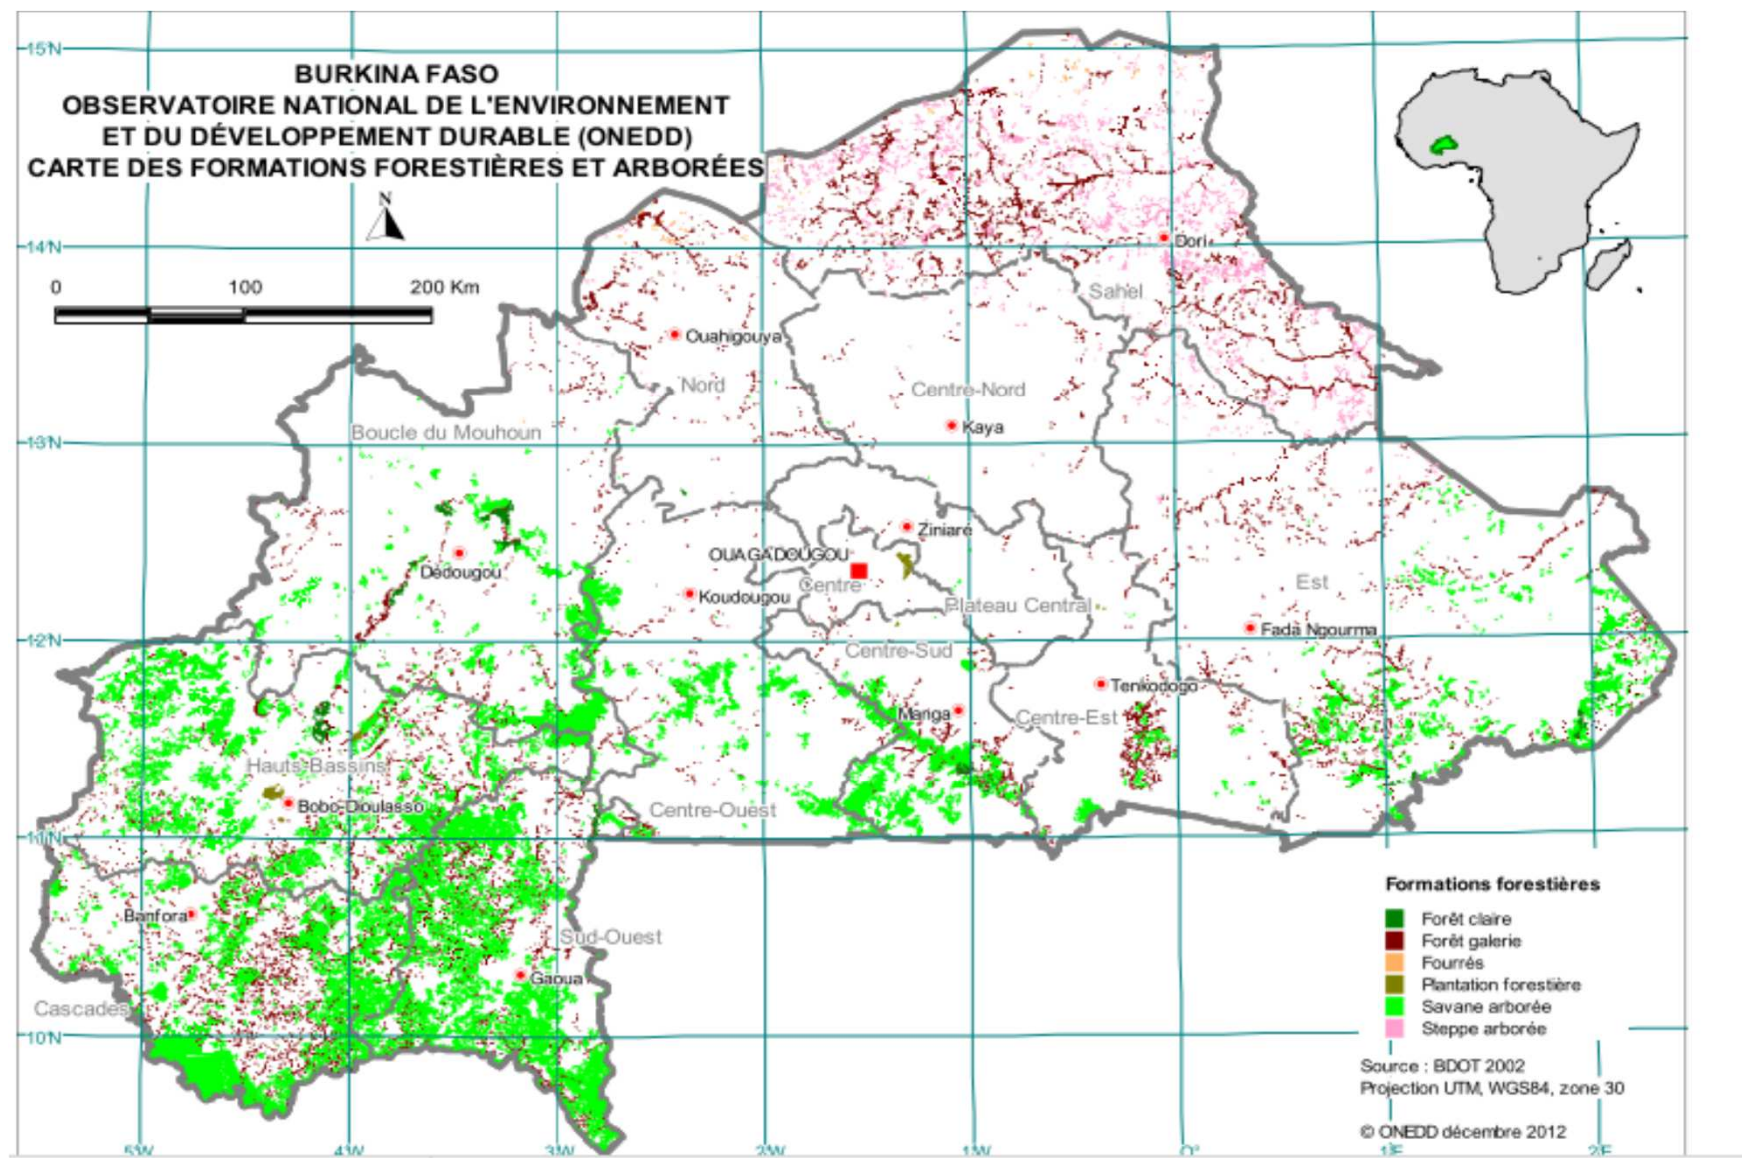 BURKINA FASO
OBSERVATOIRE NATIONAL DE L'ENVIRONNEMENT
ET DU DÉVELOPPEMENT DURABLE (ONEDD)
CARTE DES FORMATIONS FORESTIÈRES ET ARBORÉES
N
0 100 200 Km
15°N
14°N
13°N
12°N
11°N
10°N
Dori
Sahel
Ouahigouya
Nord
Centre-Nord
Kaya
Boucle du Mouhoun
Ziniaré
OUAGADOUGOU
Dédougou
Centre
Koudougou
Plateau Central
Est
Fada Ngourma
Centre-Sud
Tenkodogo
Manga
Centre-Est
Hauts-Bassins
Bobo-Dioulasso
Centre-Ouest
Banfora
Sud-Ouest
Gaoua
Cascades
Formations forestières
Forêt claire
Forêt galerie
Fourrés
Plantation forestière
Savane arborée
Steppe arborée
Source : BDOT 2002
Projection UTM, WGS84, zone 30
© ONEDD décembre 2012
5°W 4°W 3°W 2°W 1°W 0° 1°E 2°E